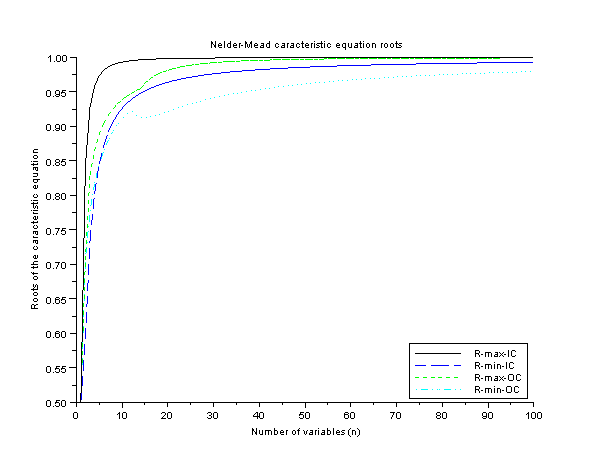 Nelder-Mead caracteristic equation roots
1.00
0.95
0.90
0.85
0.80
0.75
0.70
0.65
0.60
0.55
0.50
Roots of the caracteristic equation
R-max-IC
R-min-IC
R-max-OC
R-min-OC
0 10 20 30 40 50 60 70 80 90 100
Number of variables (n)